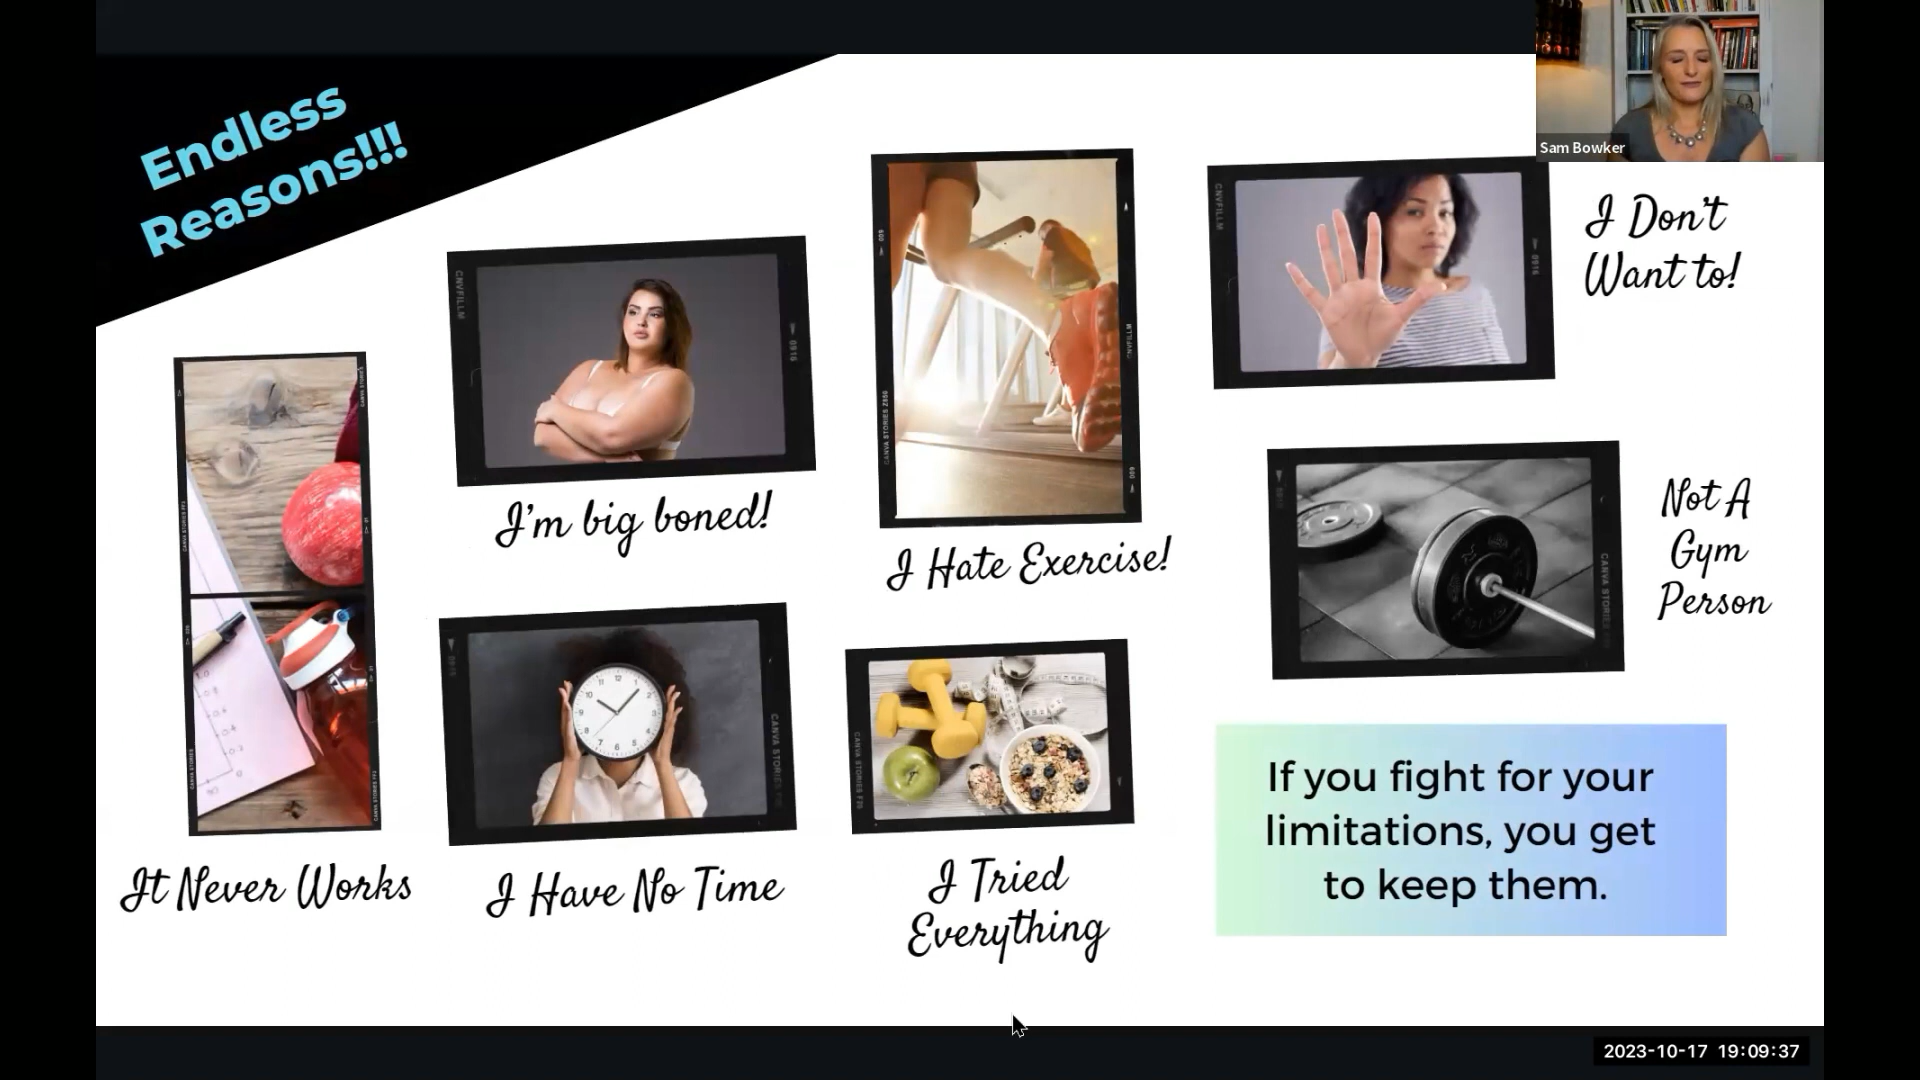 Endless
Reasons!!!
Sam Bowker
I Don't
Want to!
I'm big boned!
I Hate Exercise!
Not A
Gym
Person
It Never Works
I Have No Time
I Tried
Everything
If you fight for your
limitations, you get
to keep them.
2023-10-17 19:09:37